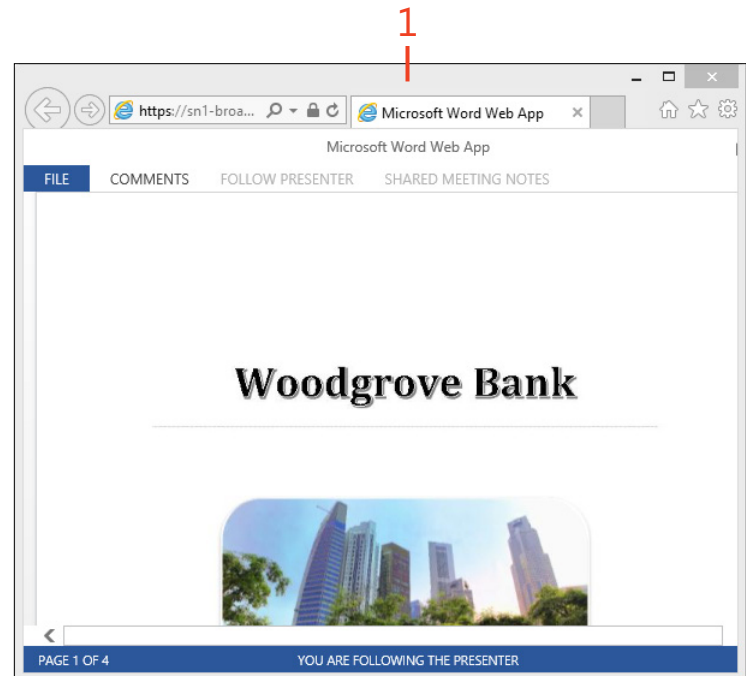 1
https://sn1-broa... Microsoft Word Web App
Microsoft Word Web App
FILE COMMENTS FOLLOW PRESENTER SHARED MEETING NOTES
Woodgrove Bank
PAGE 1 OF 4 YOU ARE FOLLOWING THE PRESENTER